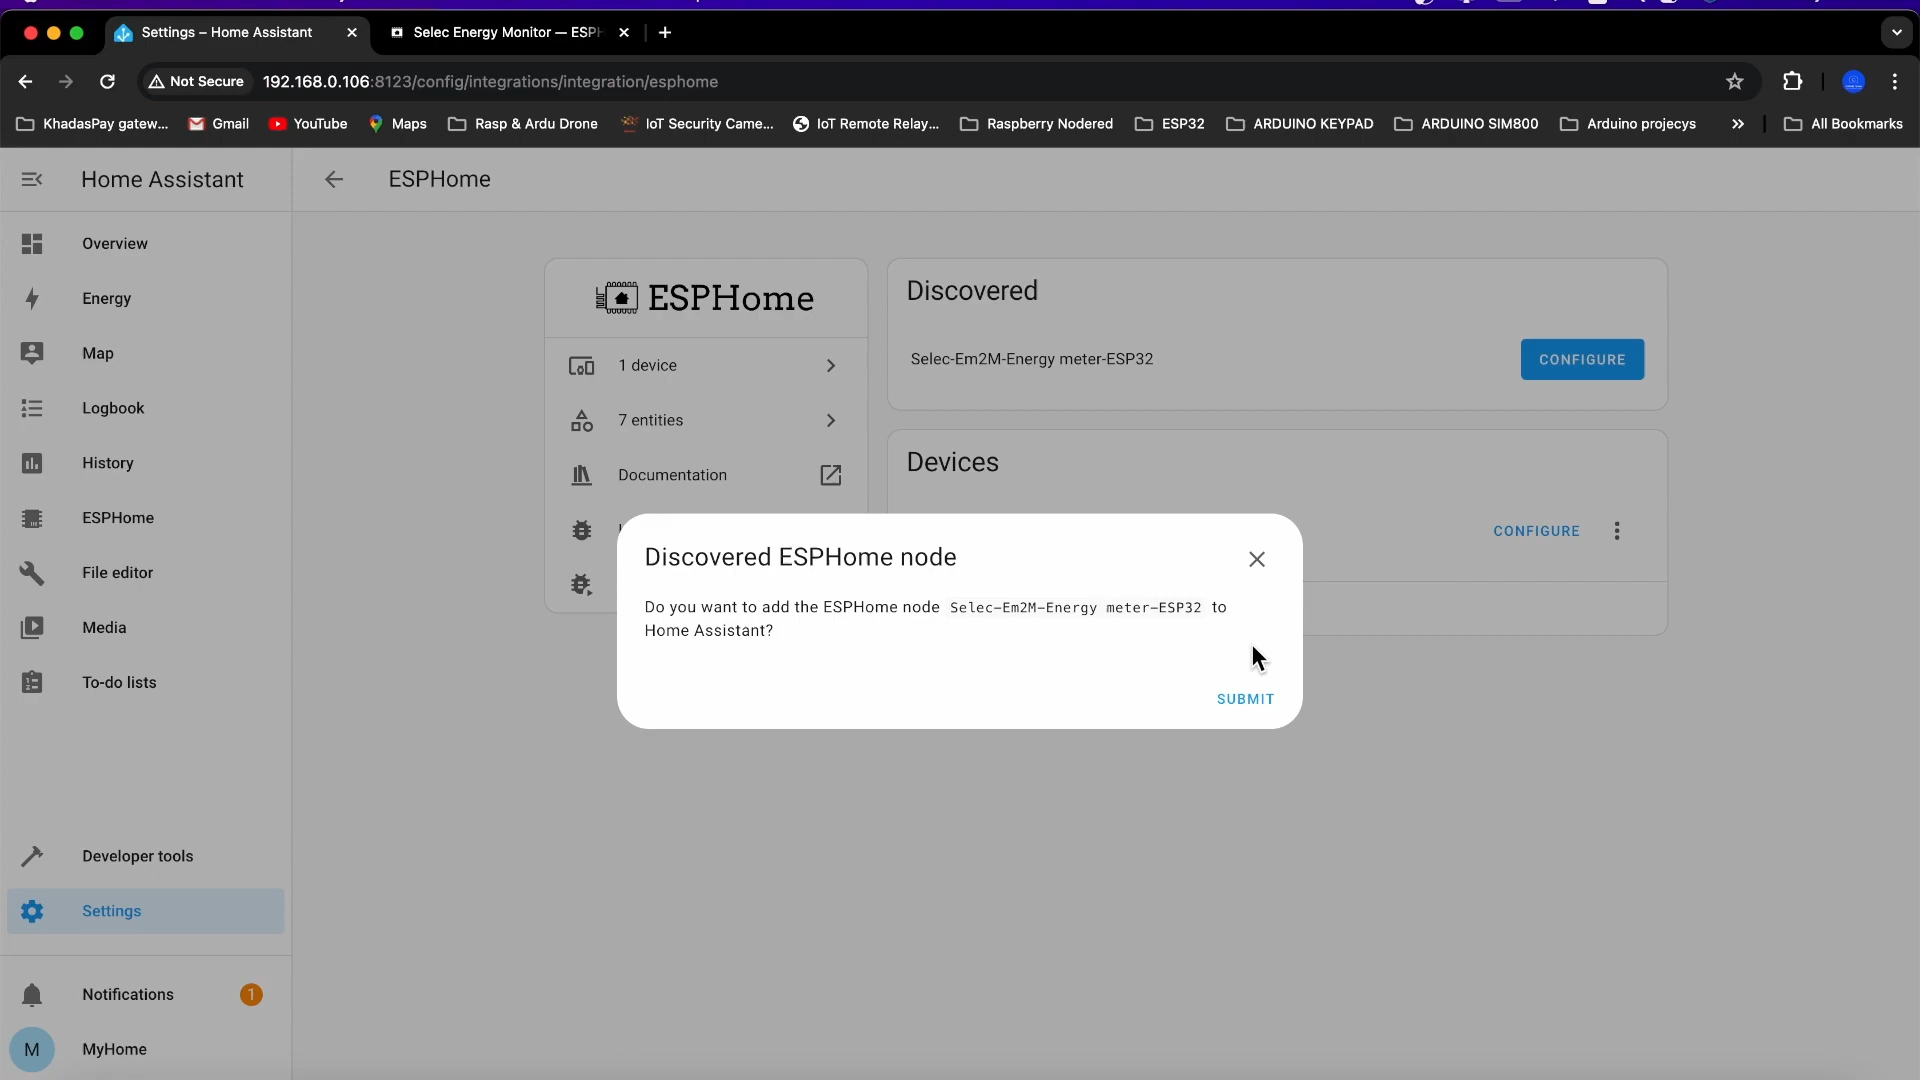 Settings – Home Assistant
Selec Energy Monitor — ESPH
Not Secure
192.168.0.106:8123/config/integrations/integration/esphome
KhadasPay gatew...
Gmail
YouTube
Maps
Rasp & Ardu Drone
IoT Security Came...
IoT Remote Relay...
Raspberry Nodered
ESP32
ARDUINO KEYPAD
ARDUINO SIM800
Arduino projecys
»
All Bookmarks
Home Assistant
ESPHome
Overview
Energy
Map
Logbook
History
ESPHome
File editor
Media
To-do lists
Developer tools
Settings
Notifications
1
M
MyHome
ESPHome
1 device
7 entities
Documentation
Discovered
Selec-Em2M-Energy meter-ESP32
CONFIGURE
Devices
CONFIGURE
Discovered ESPHome node
Do you want to add the ESPHome node Selec-Em2M-Energy meter-ESP32 to
Home Assistant?
SUBMIT